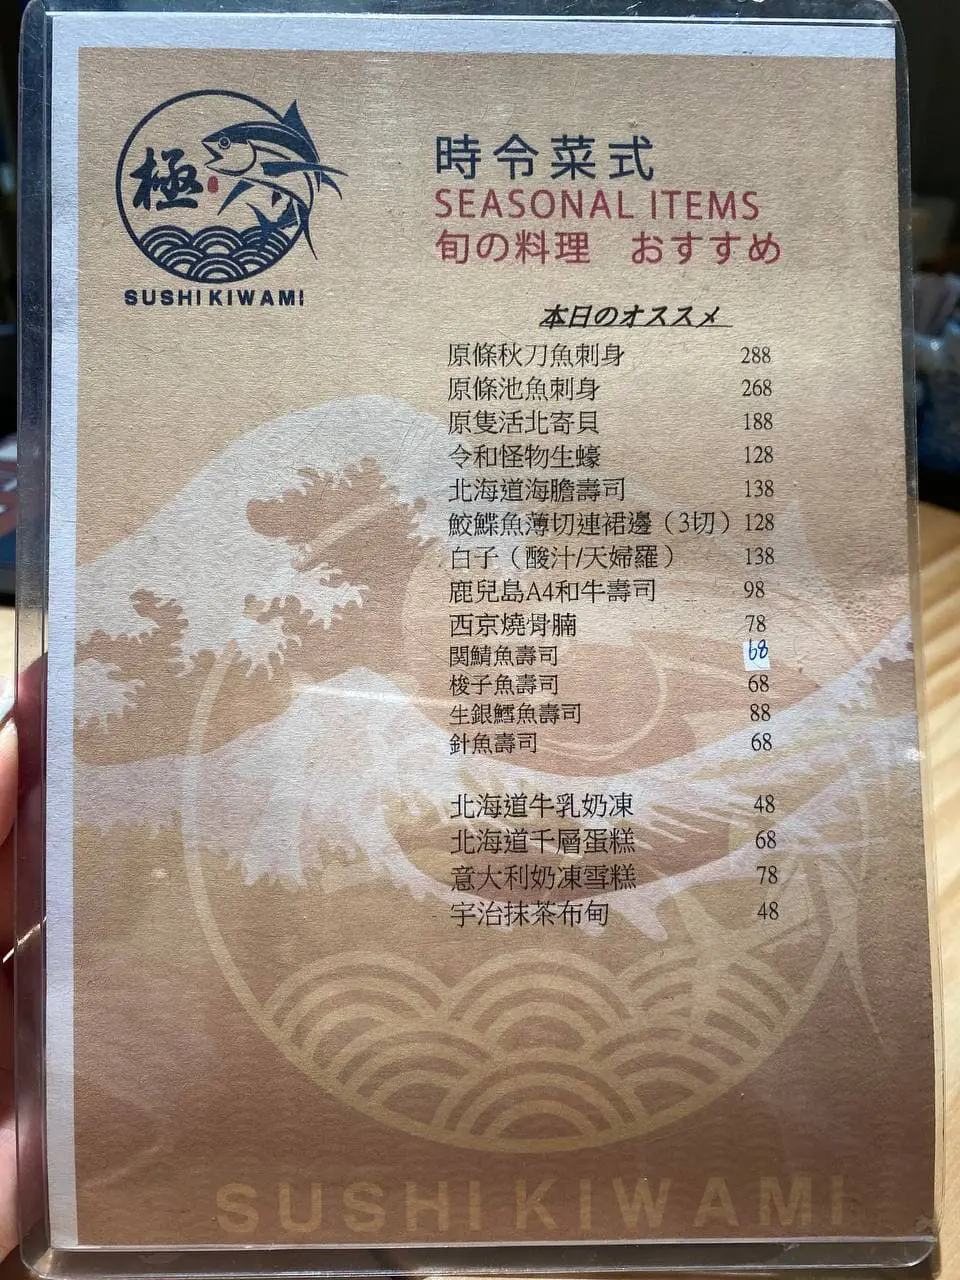 極
SUSHI KIWAMI
時令菜式
SEASONAL ITEMS
旬の料理 おすすめ
本日のオススメ
原條秋刀魚刺身 288
原條池魚刺身 268
原隻活北寄貝 188
令和怪物生蠔 128
北海道海膽壽司 138
鮫鰈魚薄切連裙邊（3切） 128
白子（酸汁/天婦羅） 138
鹿兒島A4和牛壽司 98
西京燒骨腩 78
関鯖魚壽司 68
梭子魚壽司 68
生銀鱈魚壽司 88
針魚壽司 68
北海道牛乳奶凍 48
北海道千層蛋糕 68
意大利奶凍雪糕 78
宇治抹茶布甸 48
SUSHI KIWAMI